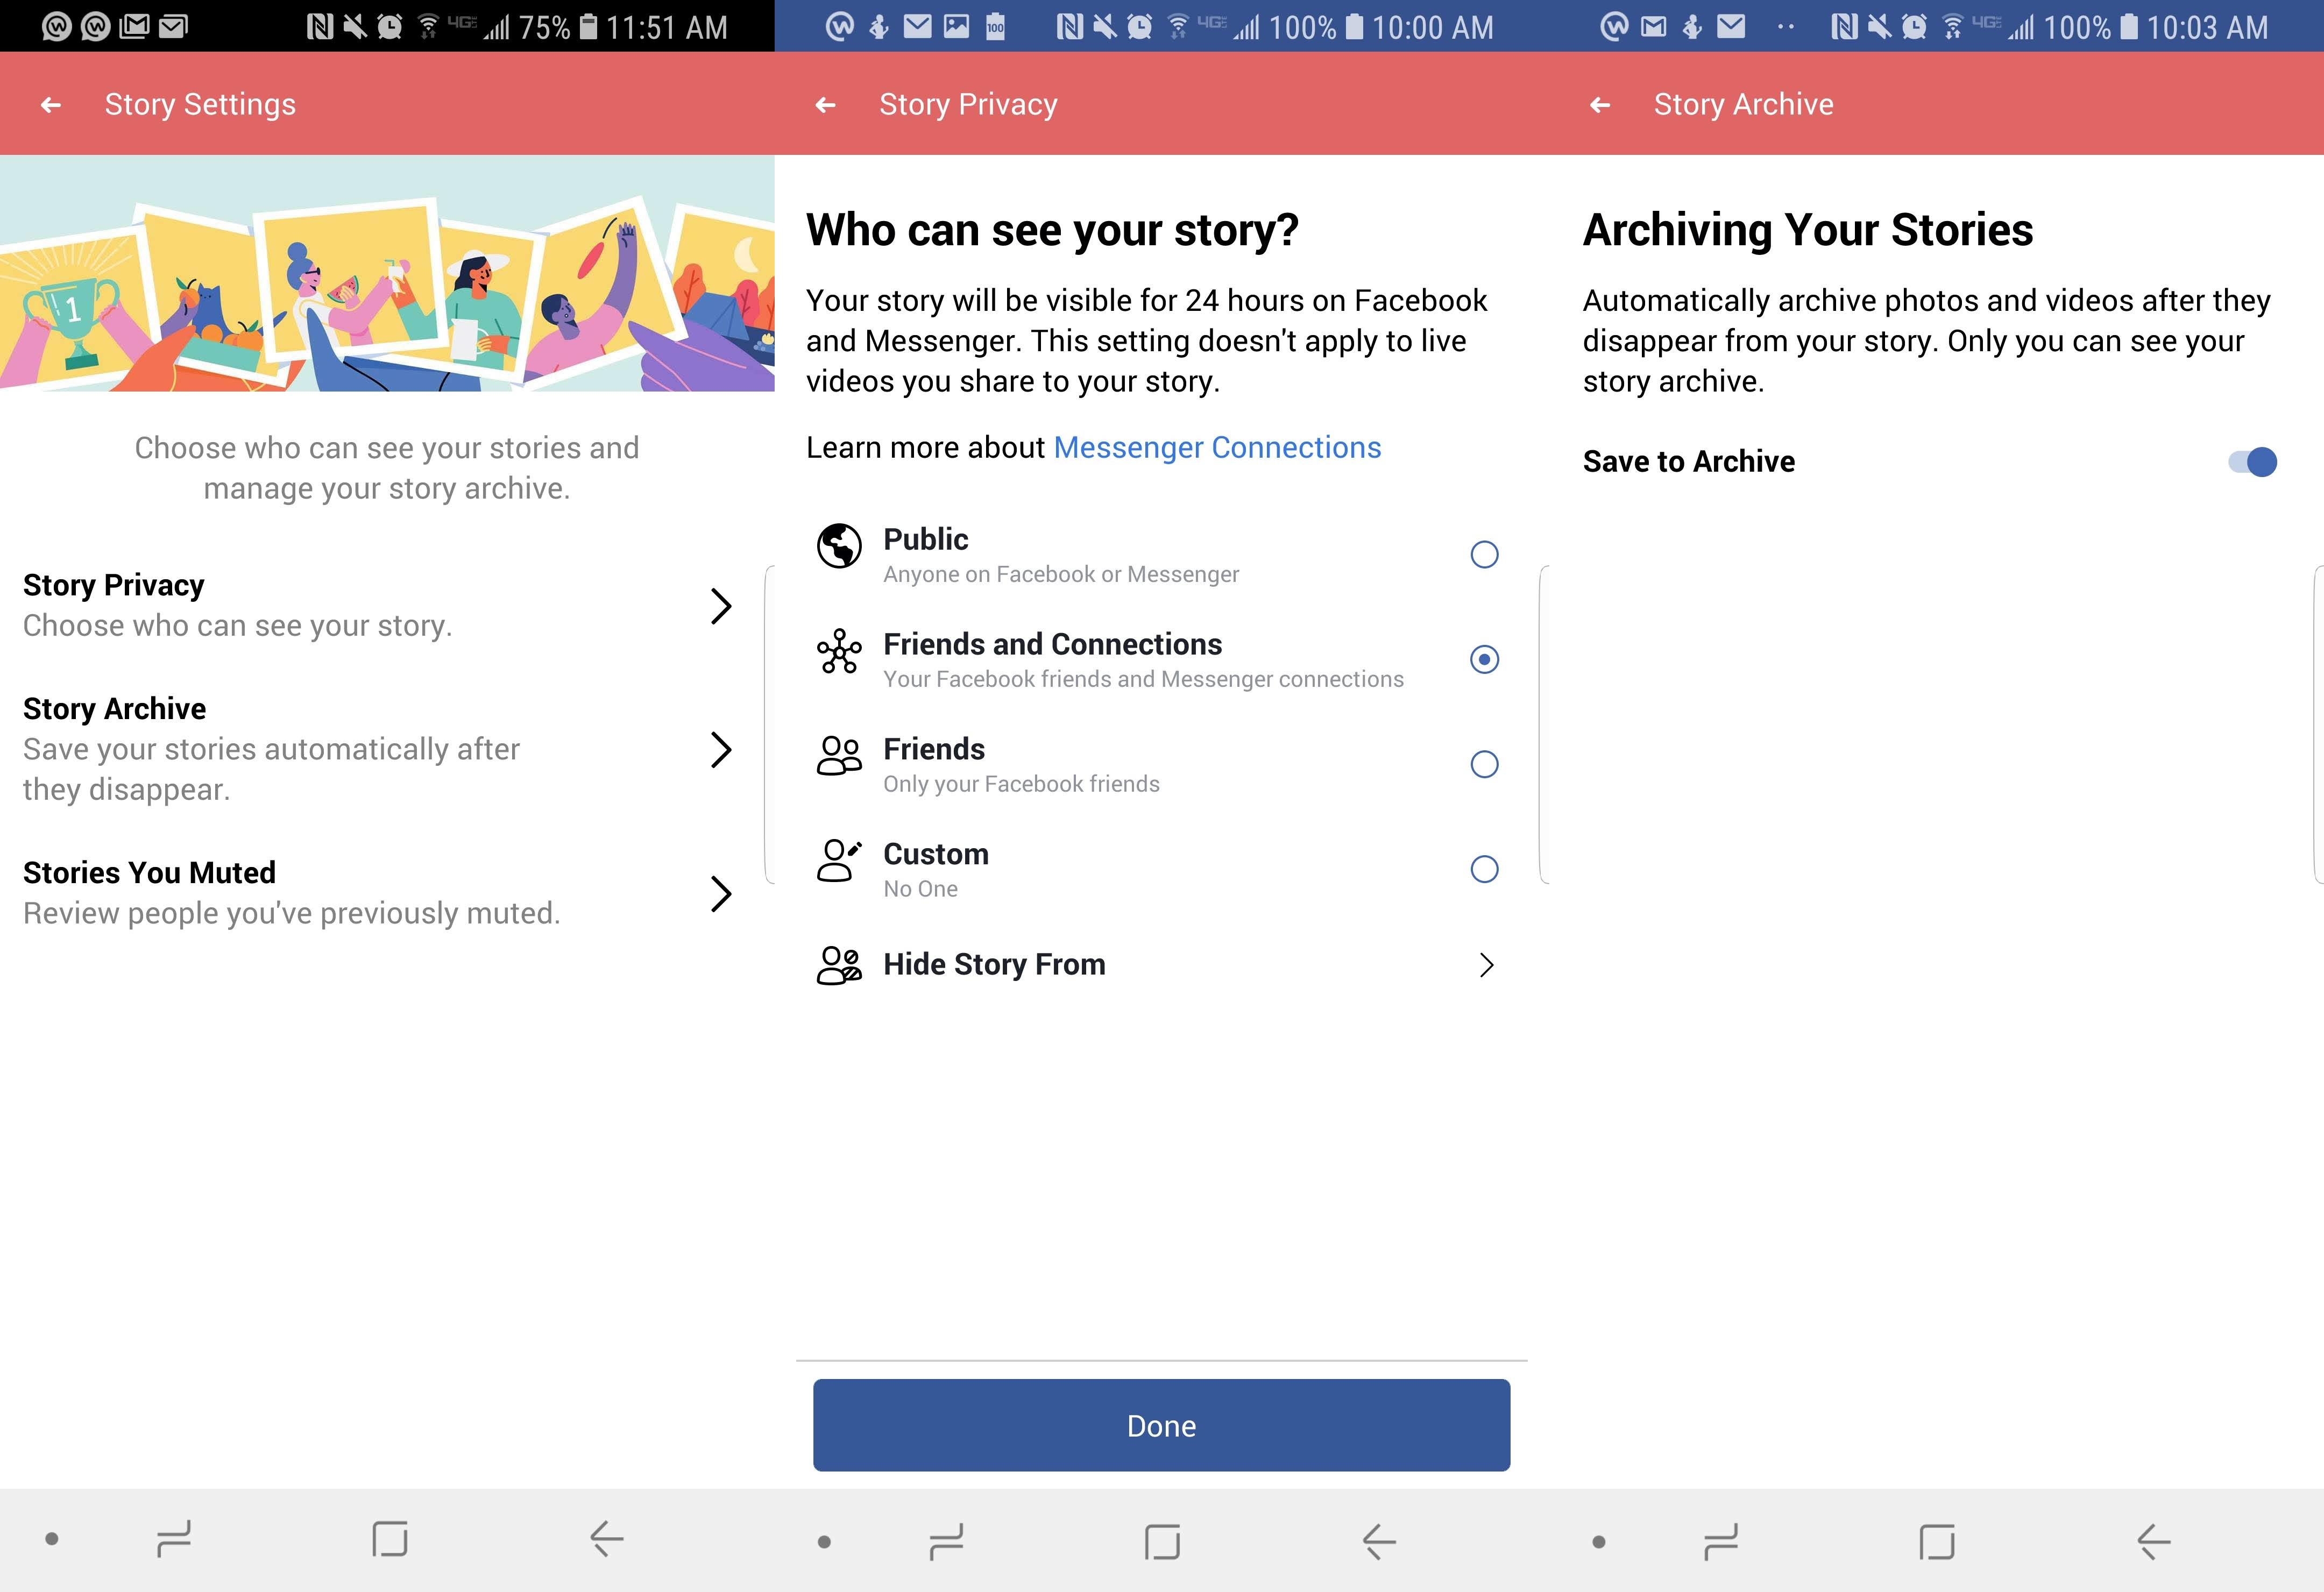 75% 11:51 AM
Story Settings
1
Choose who can see your stories and
manage your story archive.
Story Privacy
Choose who can see your story.
Story Archive
Save your stories automatically after
they disappear.
Stories You Muted
Review people you've previously muted.
100 4G 100% 10:00 AM
Story Privacy
Who can see your story?
Your story will be visible for 24 hours on Facebook
and Messenger. This setting doesn't apply to live
videos you share to your story.
Learn more about Messenger Connections
Public
Anyone on Facebook or Messenger
Friends and Connections
Your Facebook friends and Messenger connections
Friends
Only your Facebook friends
Custom
No One
Hide Story From
Done
4G 100% 10:03 AM
Story Archive
Archiving Your Stories
Automatically archive photos and videos after they
disappear from your story. Only you can see your
story archive.
Save to Archive